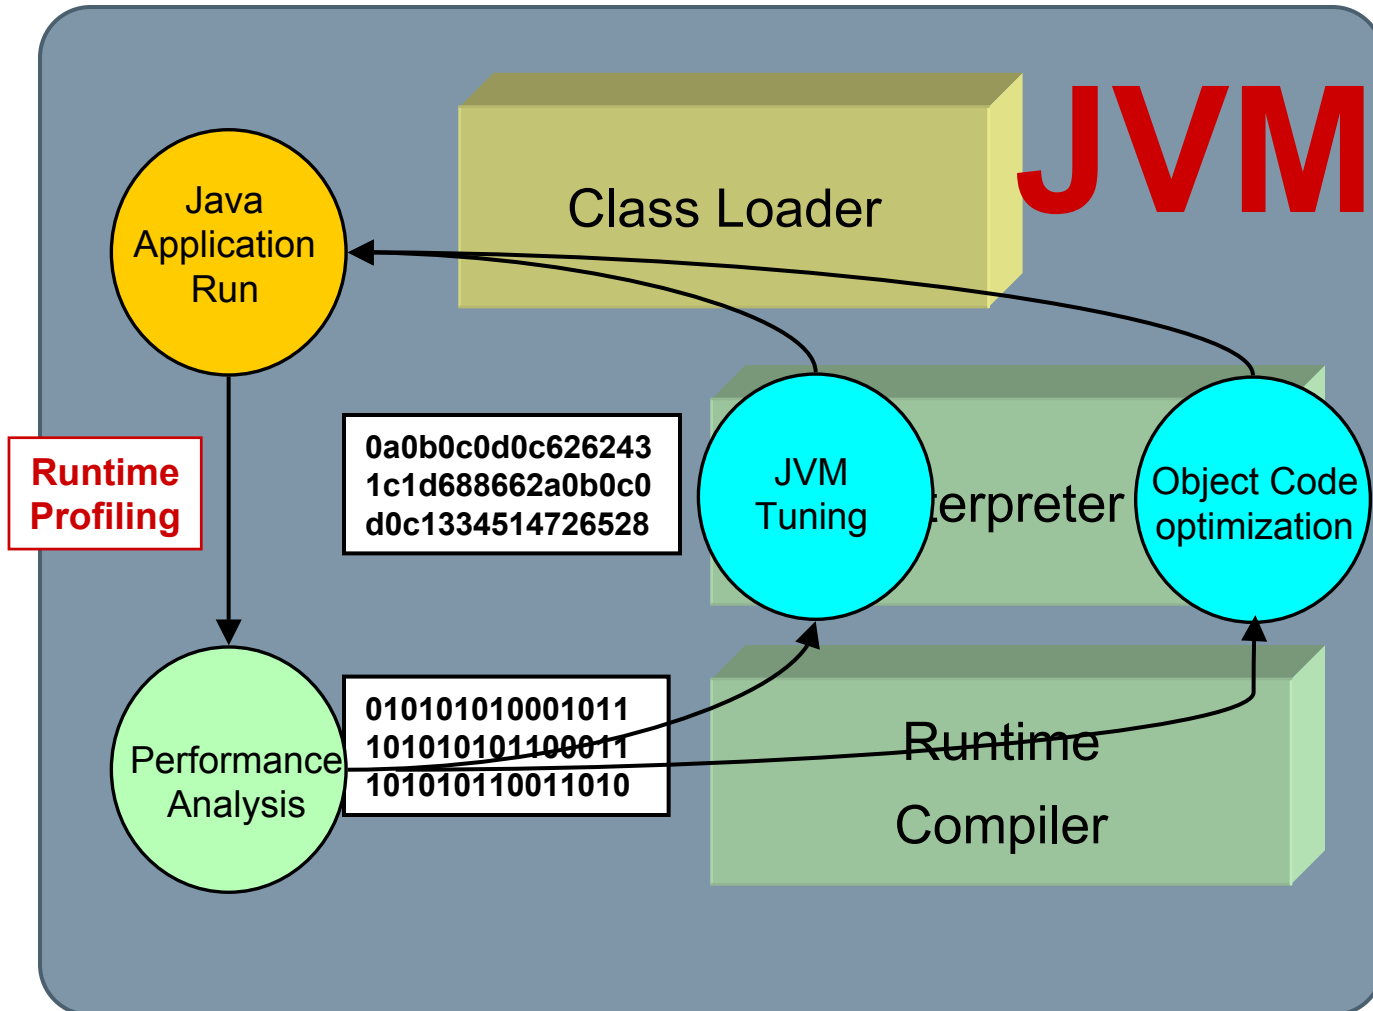 JVM
Class Loader
Java
Application
Run
Runtime
Profiling
0a0b0c0d0c626243
1c1d688662a0b0c0
d0c1334514726528
JVM
Tuning
terpreter
Object Code
optimization
Performance
Analysis
010101010001011
101010101100011
101010110011010
Runtime
Compiler